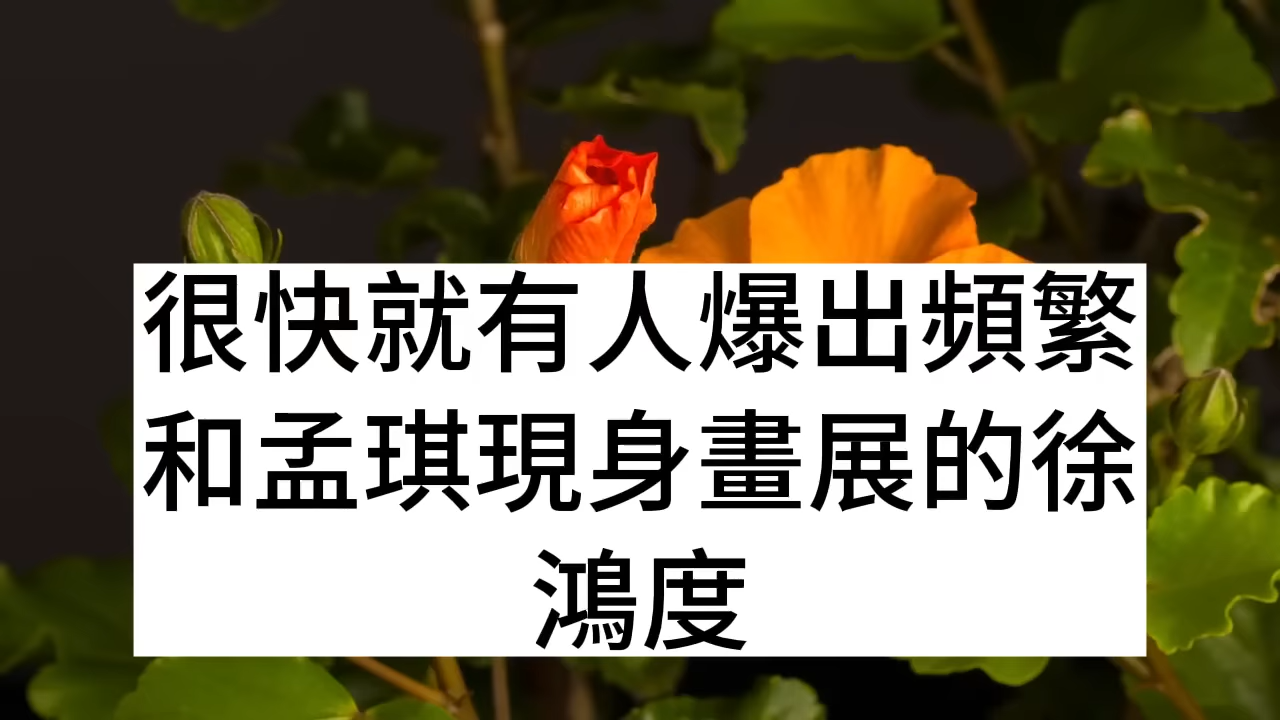 很快就有人爆出頻繁
和孟琪現身畫展的徐
鴻度